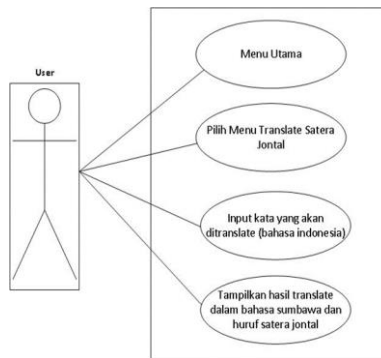 User
Menu Utama
Pilih Menu Translate Satera
Jontal
Input kata yang akan
ditranslate (bahasa indonesia)
Tampilkan hasil translate
dalam bahasa sumbawa dan
huruf satera jontal